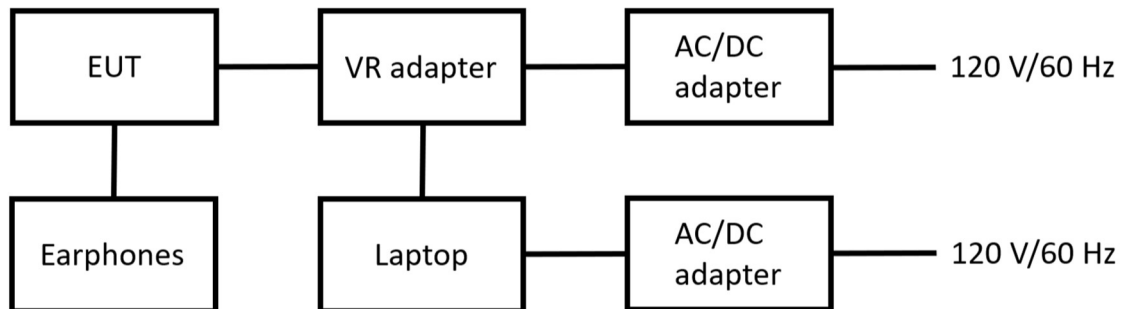 EUT
VR adapter
AC/DC
adapter
120 V/60 Hz
Earphones
Laptop
AC/DC
adapter
120 V/60 Hz